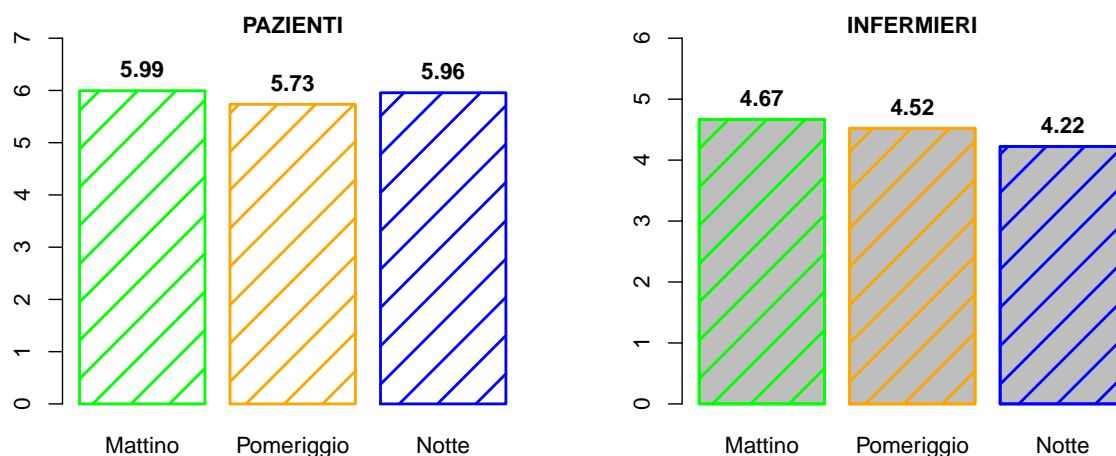 PAZIENTI
7
6
5
4
3
2
1
0
5.99
5.73
5.96
Mattino
Pomeriggio
Notte
INFERMIERI
6
5
4
3
2
1
0
4.67
4.52
4.22
Mattino
Pomeriggio
Notte